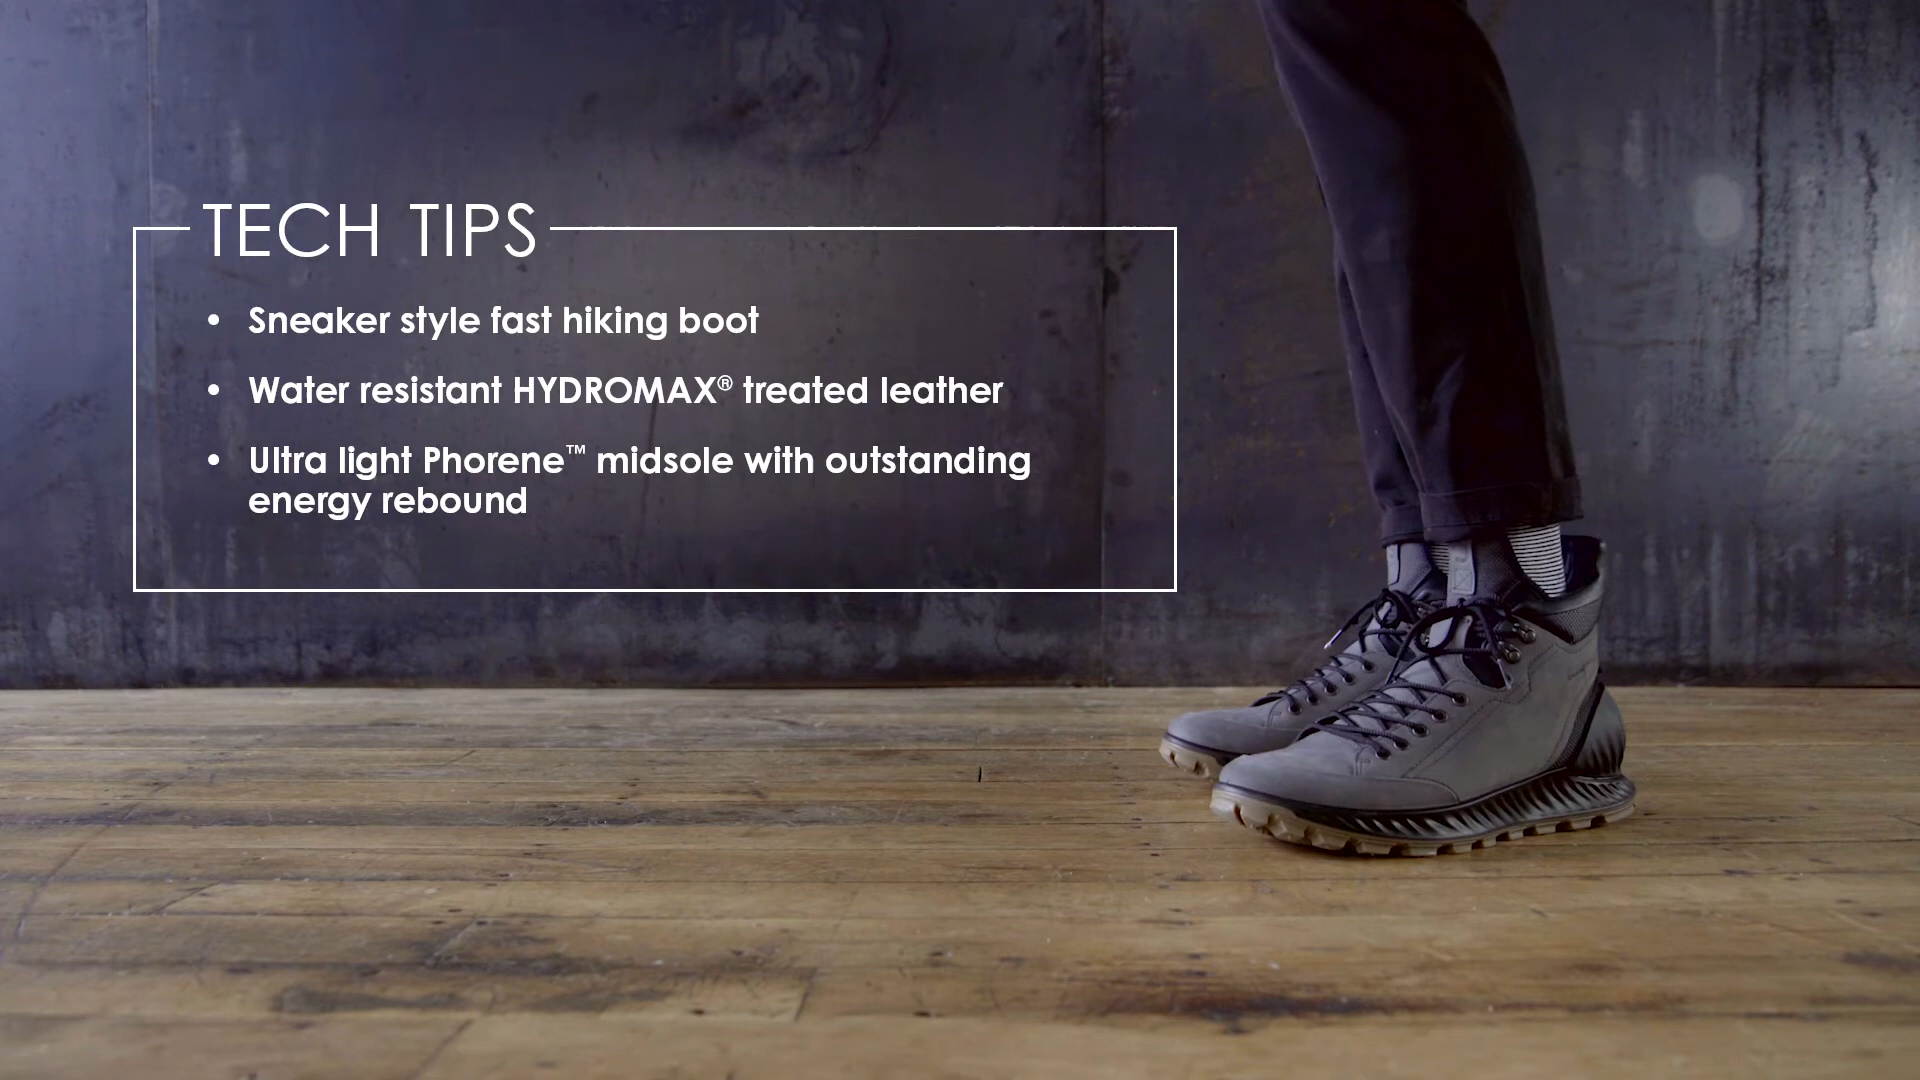 TECH TIPS
• Sneaker style fast hiking boot
• Water resistant HYDROMAX® treated leather
• Ultra light Phorene™ midsole with outstanding
energy rebound